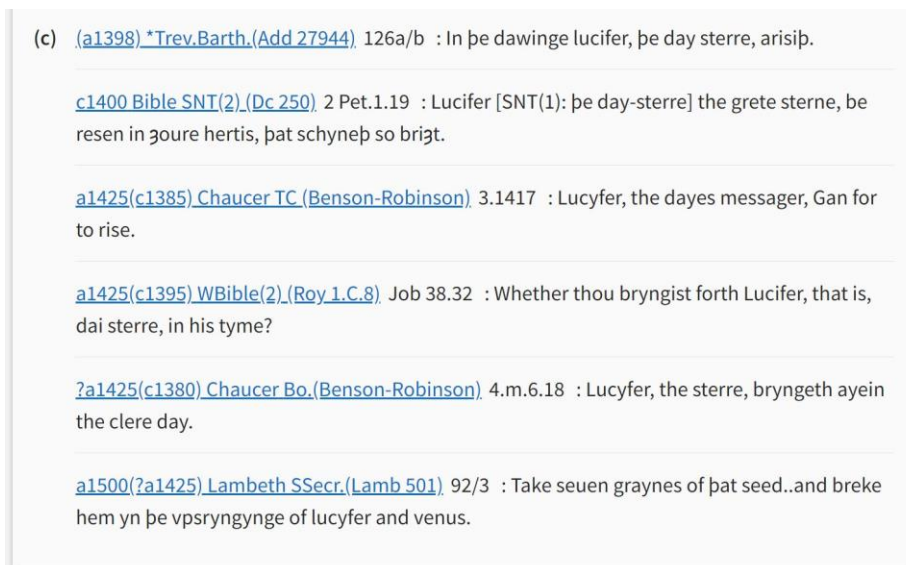 (c) (a1398) *Trev.Barth.(Add 27944) 126a/b : In þe dawinge lucifer, þe day sterre, arisiþ.
c1400 Bible SNT(2) (Dc 250) 2 Pet.1.19 : Lucifer [SNT(1): þe day-sterre] the grete sterne, be
resen in ȝoure hertis, þat schyneþ so briȝt.
a1425(c1385) Chaucer TC (Benson-Robinson) 3.1417 : Lucyfer, the dayes messager, Gan for
to rise.
a1425(c1395) WBible(2) (Roy 1.C.8) Job 38.32 : Whether thou bryngist forth Lucifer, that is,
dai sterre, in his tyme?
?a1425(c1380) Chaucer Bo.(Benson-Robinson) 4.m.6.18 : Lucyfer, the sterre, bryngeth ayein
the clere day.
a1500(?a1425) Lambeth SSecr.(Lamb 501) 92/3 : Take seuen graynes of þat seed..and breke
hem yn þe vpsryngynge of lucyfer and venus.